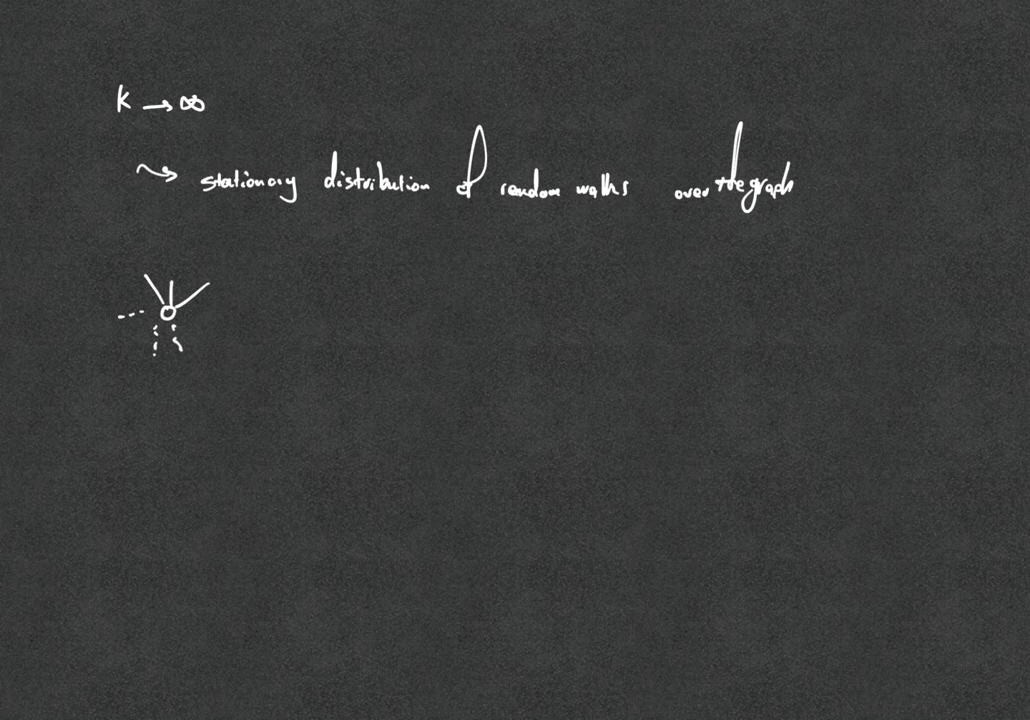 k → ∞
⇝ stationary distribution of random walks over the graph